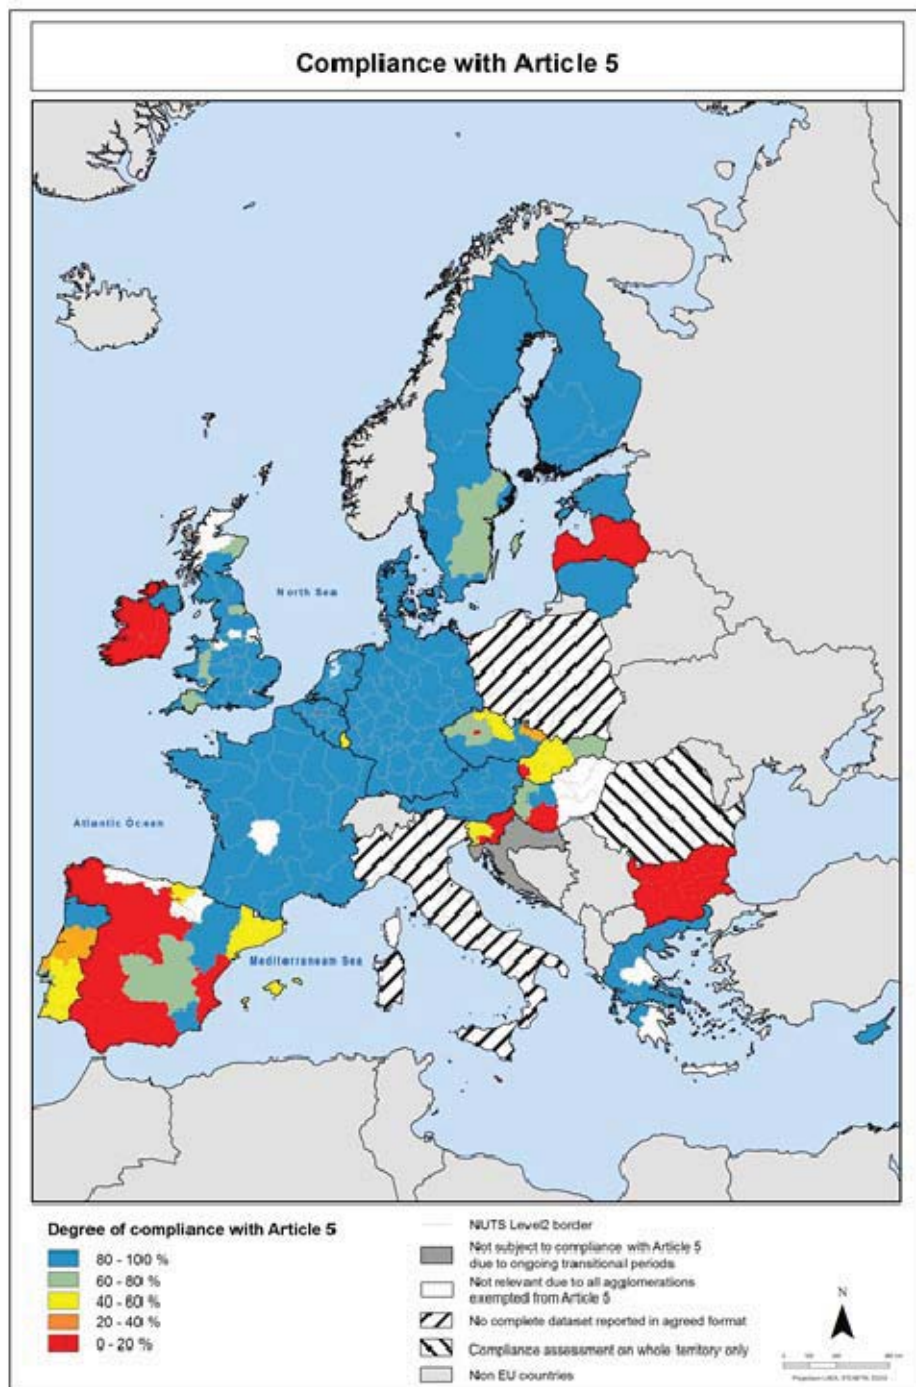 Compliance with Article 5
North Sea
Atlantic Ocean
Mediterranean Sea
Degree of compliance with Article 5
80 - 100 %
60 - 80 %
40 - 60 %
20 - 40 %
0 - 20 %
NUTS Level2 border
Not subject to compliance with Article 5
due to ongoing transitional periods
Not relevant due to all agglomerations
exempted from Article 5
No complete dataset reported in agreed format
Compliance assessment on whole territory only
Non EU countries
N